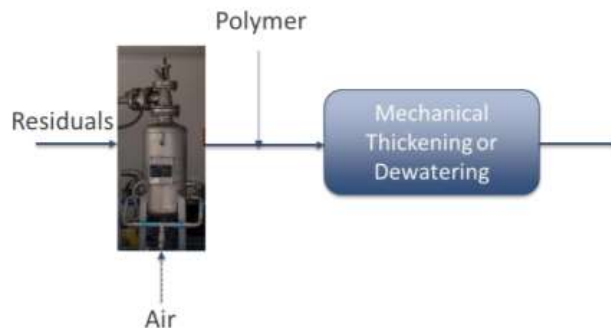 Polymer
Residuals
Mechanical
Thickening or
Dewatering
Air